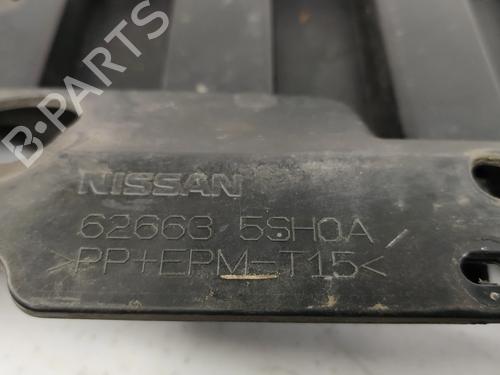 B-PARTS
NISSAN
62663 5SH0A
>PP+EPM-T15<